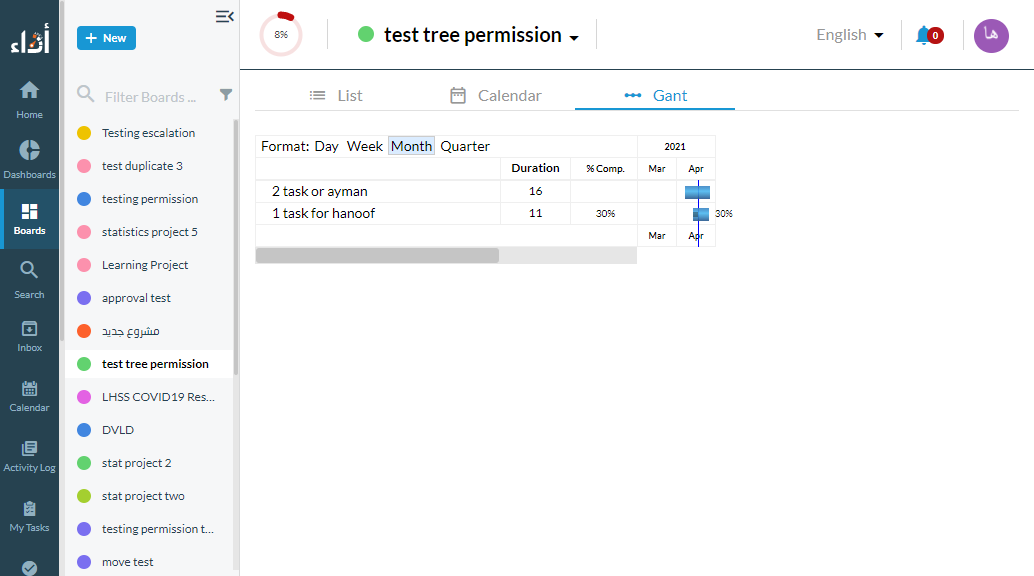 أداء
Home
Dashboards
Boards
Search
Inbox
Calendar
Activity Log
My Tasks
+ New
Filter Boards ...
Testing escalation
test duplicate 3
testing permission
statistics project 5
Learning Project
approval test
مشروع جديد
test tree permission
LHSS COVID19 Res...
DVLD
stat project 2
stat project two
testing permission t...
move test
8%
test tree permission
English
0
ها
List
Calendar
Gant
Format: Day Week Month Quarter
2021
Duration % Comp. Mar Apr
2 task or ayman 16
1 task for hanoof 11 30% 30%
Mar Apr